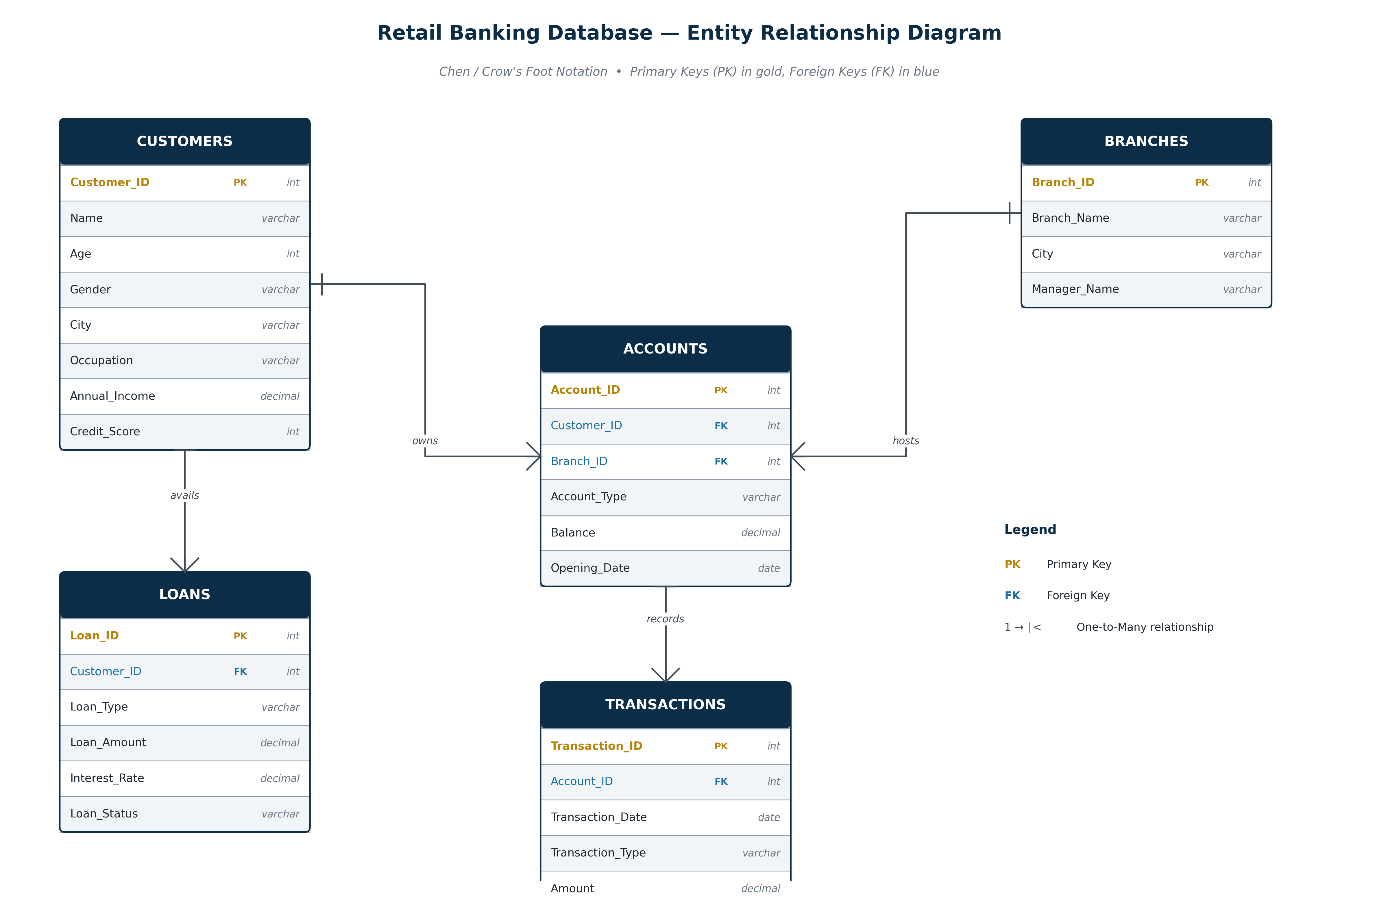 Retail Banking Database — Entity Relationship Diagram
Chen / Crow's Foot Notation • Primary Keys (PK) in gold, Foreign Keys (FK) in blue
CUSTOMERS
Customer_ID PK int
Name varchar
Age int
Gender varchar
City varchar
Occupation varchar
Annual_Income decimal
Credit_Score int
BRANCHES
Branch_ID PK int
Branch_Name varchar
City varchar
Manager_Name varchar
ACCOUNTS
Account_ID PK int
Customer_ID FK int
Branch_ID FK int
Account_Type varchar
Balance decimal
Opening_Date date
owns
hosts
avails
records
LOANS
Loan_ID PK int
Customer_ID FK int
Loan_Type varchar
Loan_Amount decimal
Interest_Rate decimal
Loan_Status varchar
TRANSACTIONS
Transaction_ID PK int
Account_ID FK int
Transaction_Date date
Transaction_Type varchar
Amount decimal
Legend
PK Primary Key
FK Foreign Key
1 → |< One-to-Many relationship